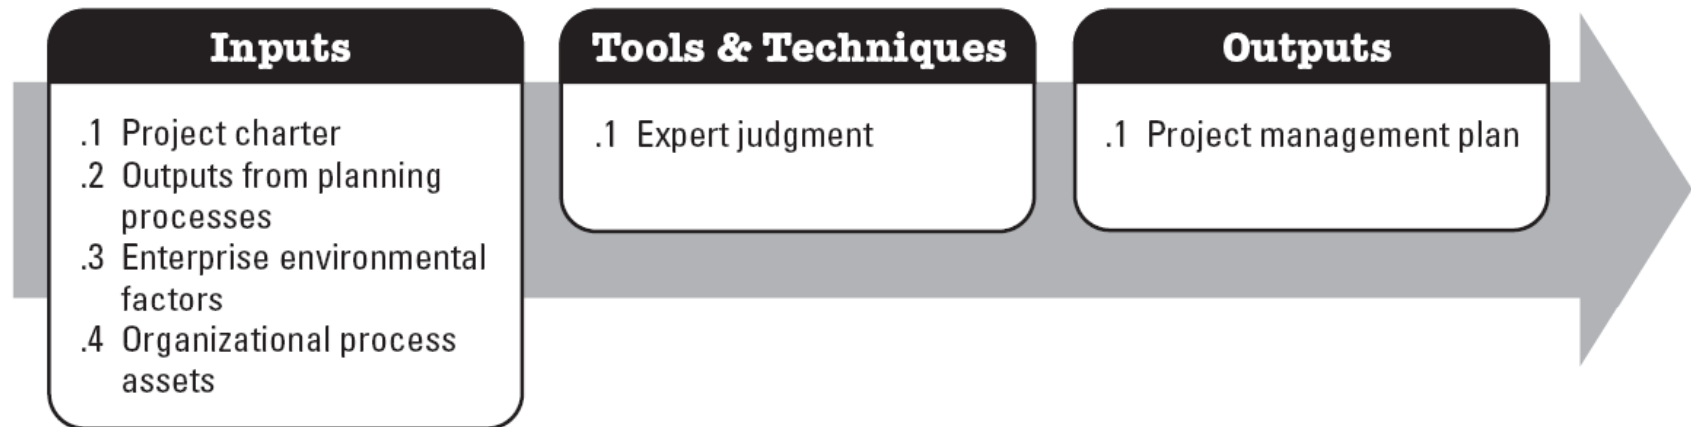 Inputs
.1 Project charter
.2 Outputs from planning
processes
.3 Enterprise environmental
factors
.4 Organizational process
assets
Tools & Techniques
.1 Expert judgment
Outputs
.1 Project management plan